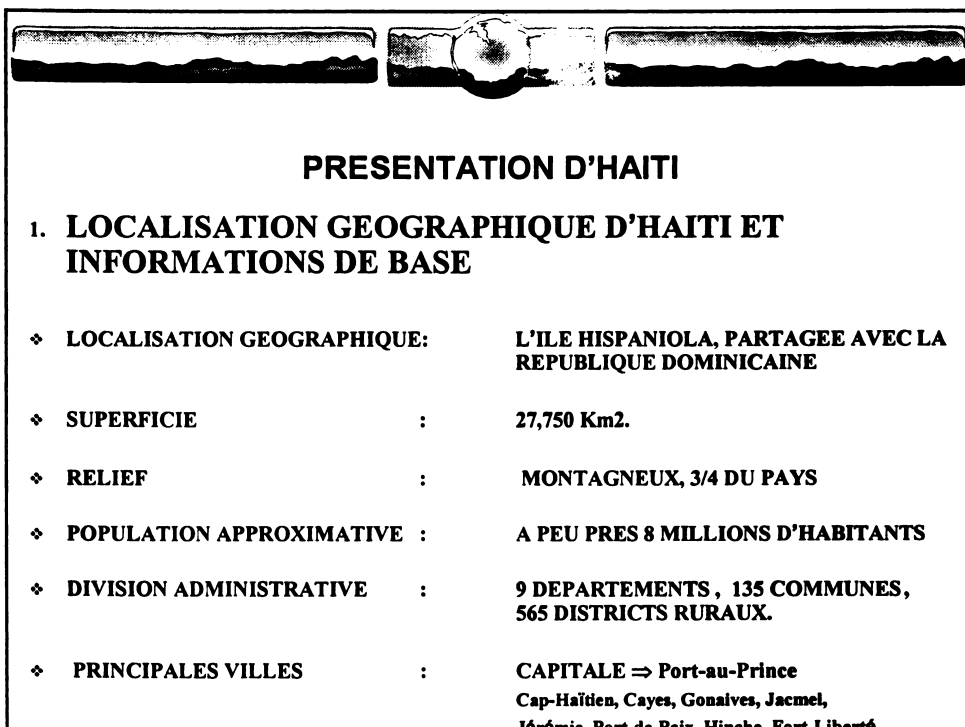 PRESENTATION D'HAITI
1. LOCALISATION GEOGRAPHIQUE D'HAITI ET
INFORMATIONS DE BASE
❖ LOCALISATION GEOGRAPHIQUE: L'ILE HISPANIOLA, PARTAGEE AVEC LA
REPUBLIQUE DOMINICAINE
❖ SUPERFICIE : 27,750 Km2.
❖ RELIEF : MONTAGNEUX, 3/4 DU PAYS
❖ POPULATION APPROXIMATIVE : A PEU PRES 8 MILLIONS D'HABITANTS
❖ DIVISION ADMINISTRATIVE : 9 DEPARTEMENTS , 135 COMMUNES,
565 DISTRICTS RURAUX.
❖ PRINCIPALES VILLES : CAPITALE ⇒ Port-au-Prince
Cap-Haïtien, Cayes, Gonaives, Jacmel,
Jérémie, Port de Paix, Hinche, Fort Liberté